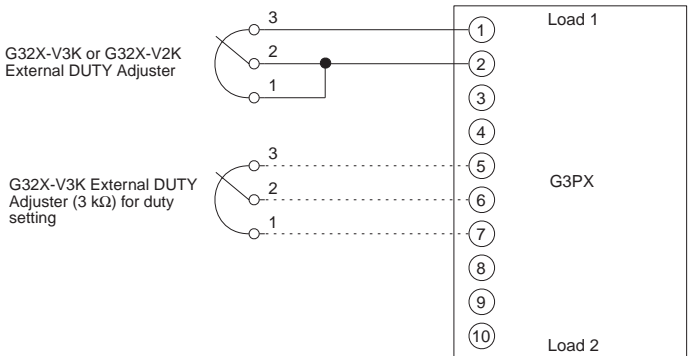 G32X-V3K or G32X-V2K
External DUTY Adjuster
3
2
1
G32X-V3K External DUTY
Adjuster (3 kΩ) for duty
setting
3
2
1
Load 1
1
2
3
4
5
6
7
8
9
10
G3PX
Load 2